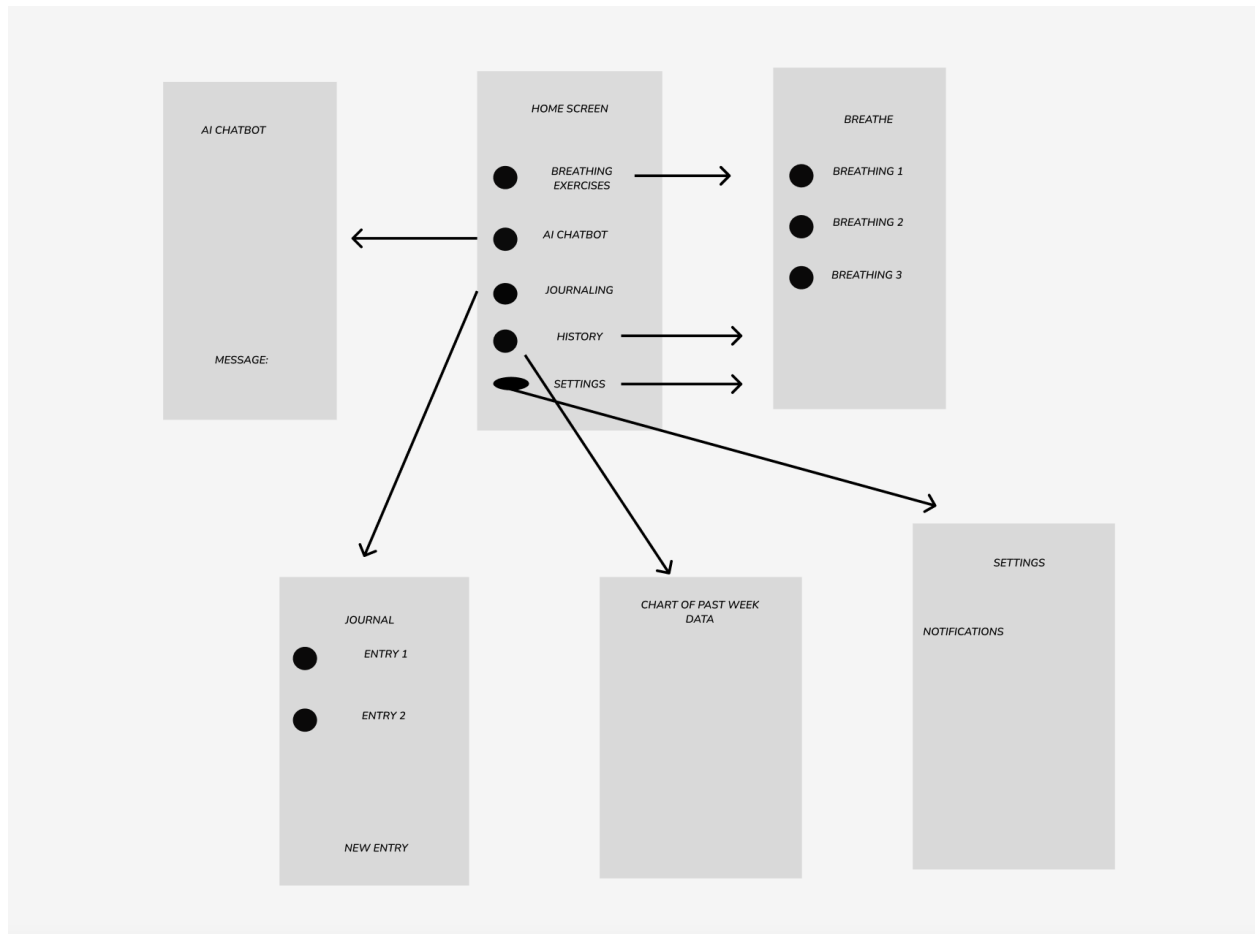 AI CHATBOT
MESSAGE:
HOME SCREEN
BREATHING
EXERCISES
AI CHATBOT
JOURNALING
HISTORY
SETTINGS
BREATHE
BREATHING 1
BREATHING 2
BREATHING 3
JOURNAL
ENTRY 1
ENTRY 2
NEW ENTRY
CHART OF PAST WEEK
DATA
SETTINGS
NOTIFICATIONS